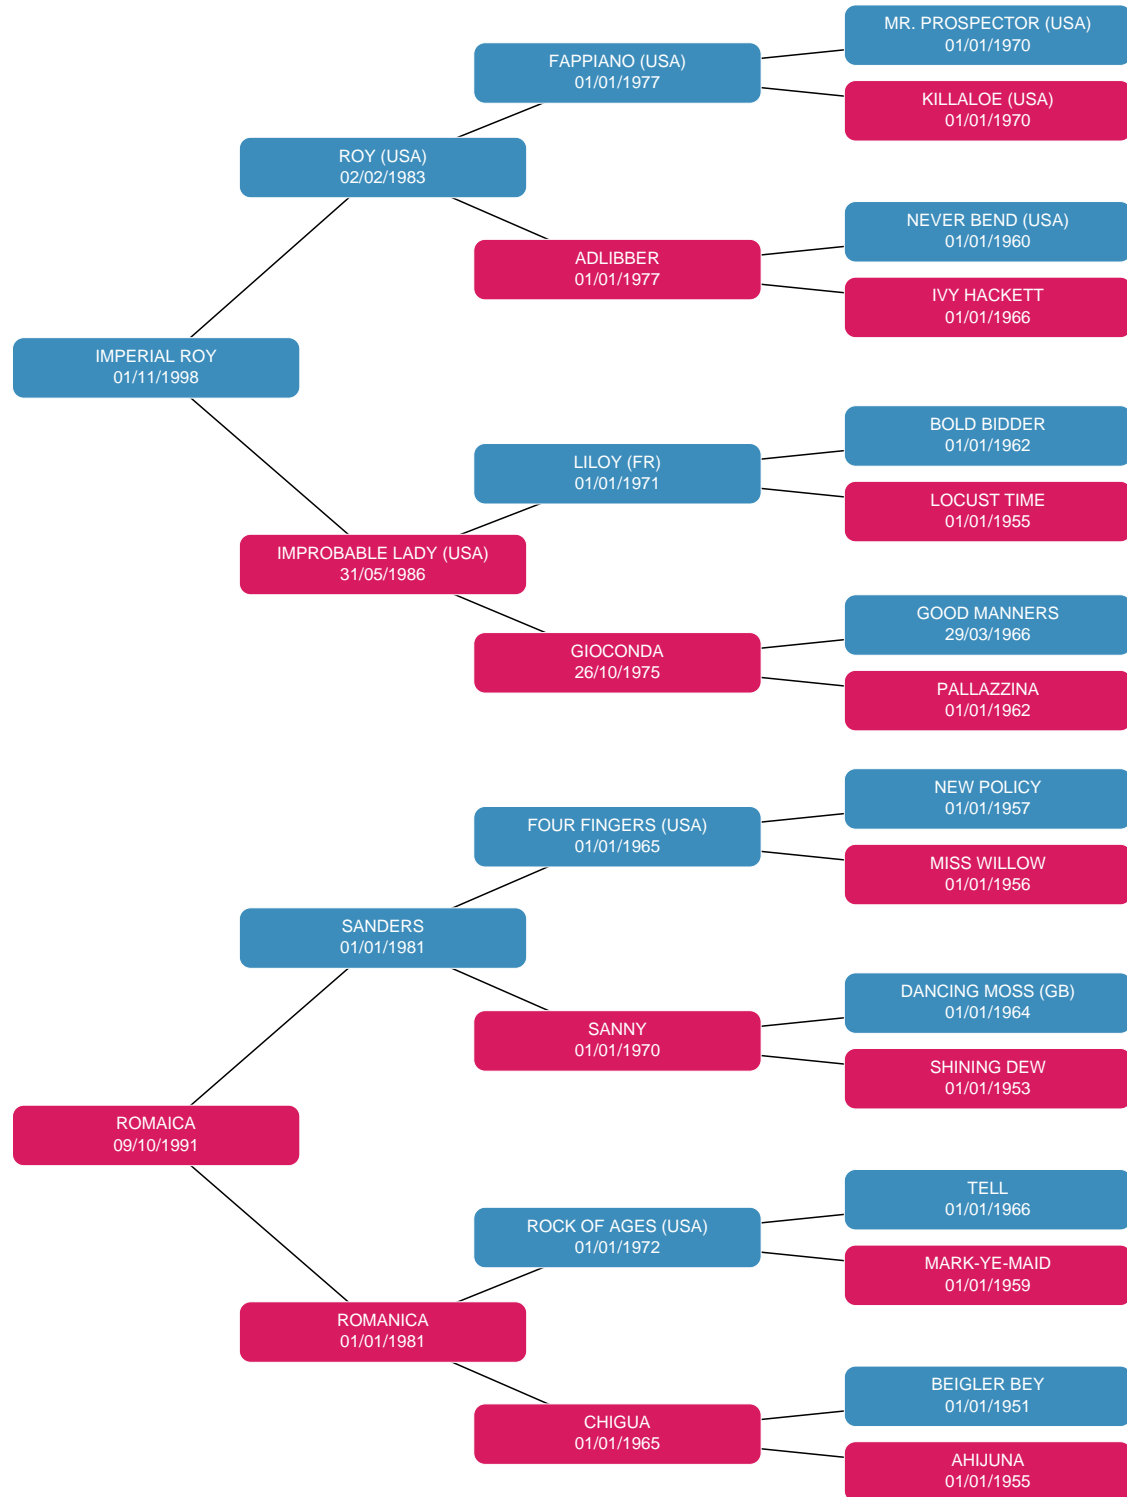 MR. PROSPECTOR (USA)
01/01/1970
FAPPIANO (USA)
01/01/1977
KILLALOE (USA)
01/01/1970
ROY (USA)
02/02/1983
NEVER BEND (USA)
01/01/1960
ADLIBBER
01/01/1977
IVY HACKETT
01/01/1966
IMPERIAL ROY
01/11/1998
BOLD BIDDER
01/01/1962
LILOY (FR)
01/01/1971
LOCUST TIME
01/01/1955
IMPROBABLE LADY (USA)
31/05/1986
GOOD MANNERS
29/03/1966
GIOCONDA
26/10/1975
PALLAZZINA
01/01/1962
NEW POLICY
01/01/1957
FOUR FINGERS (USA)
01/01/1965
MISS WILLOW
01/01/1956
SANDERS
01/01/1981
DANCING MOSS (GB)
01/01/1964
SANNY
01/01/1970
SHINING DEW
01/01/1953
ROMAICA
09/10/1991
TELL
01/01/1966
ROCK OF AGES (USA)
01/01/1972
MARK-YE-MAID
01/01/1959
ROMANICA
01/01/1981
BEIGLER BEY
01/01/1951
CHIGUA
01/01/1965
AHIJUNA
01/01/1955